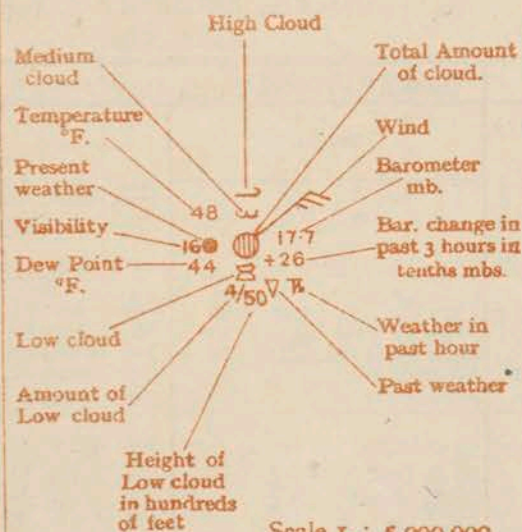 High Cloud
Medium
cloud
Total Amount
of cloud.
Temperature
°F.
Wind
Present
weather
Barometer
mb.
48
Visibility
16
17.7
Bar. change in
past 3 hours in
tenths mbs.
+26
Dew Point
°F.
44
4/50
Low cloud
Weather in
past hour
Amount of
Low cloud
Past weather
Height of
Low cloud
in hundreds
of feet